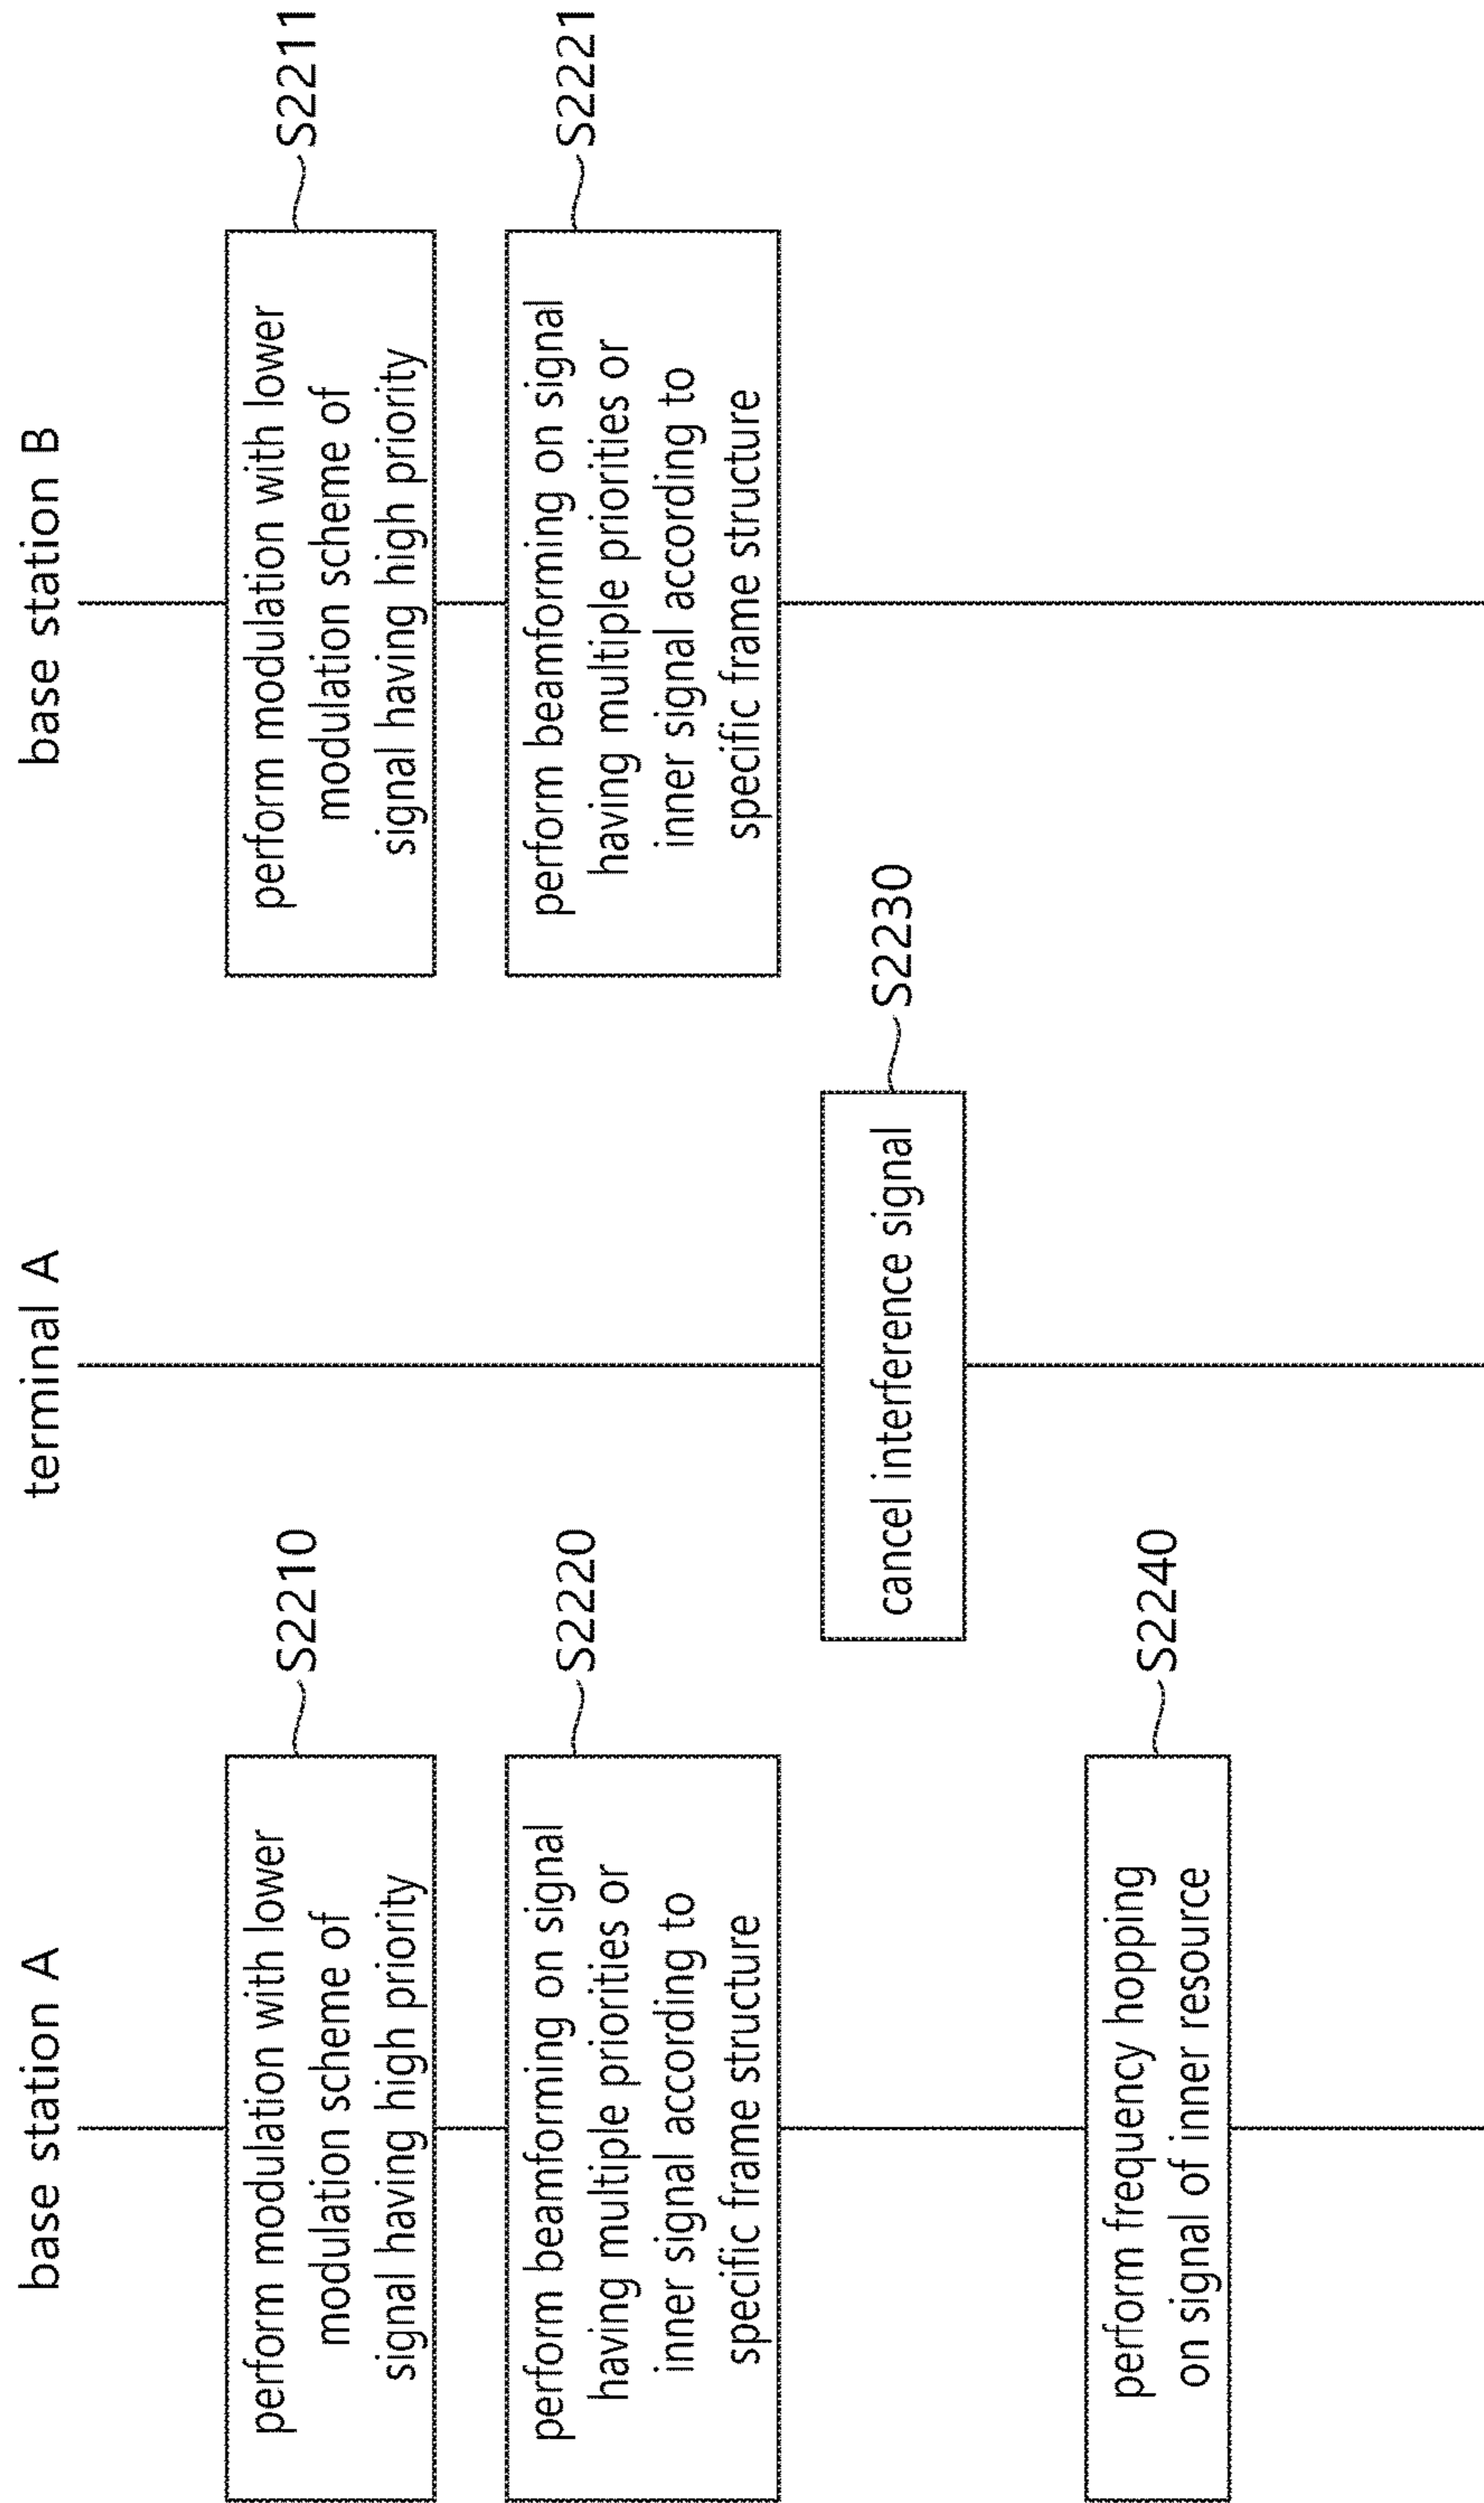 base station A
terminal A
base station B
perform modulation with lower
modulation scheme of
signal having high priority
S2210
perform modulation with lower
modulation scheme of
signal having high priority
S2211
perform beamforming on signal
having multiple priorities or
inner signal according to
specific frame structure
S2220
perform beamforming on signal
having multiple priorities or
inner signal according to
specific frame structure
S2221
cancel interference signal
S2230
perform frequency hopping
on signal of inner resource
S2240